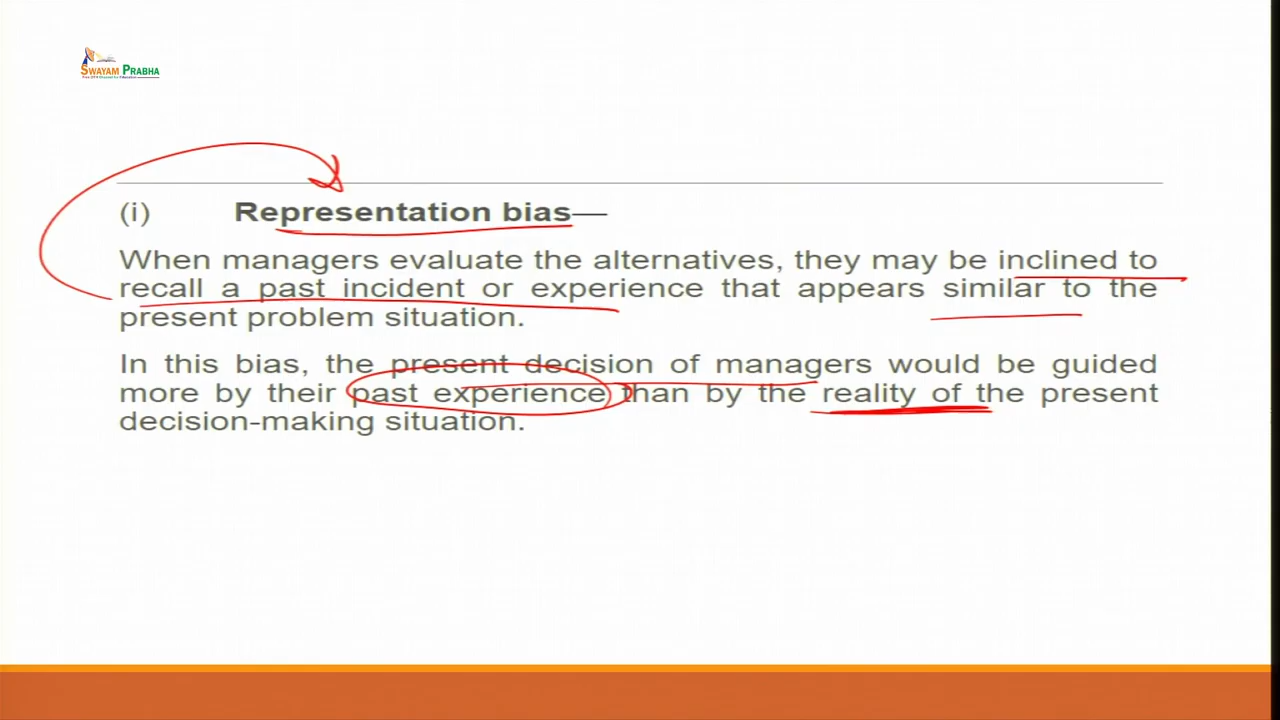 SWAYAM PRABHA
(i) Representation bias—
When managers evaluate the alternatives, they may be inclined to
recall a past incident or experience that appears similar to the
present problem situation.
In this bias, the present decision of managers would be guided
more by their past experience than by the reality of the present
decision-making situation.